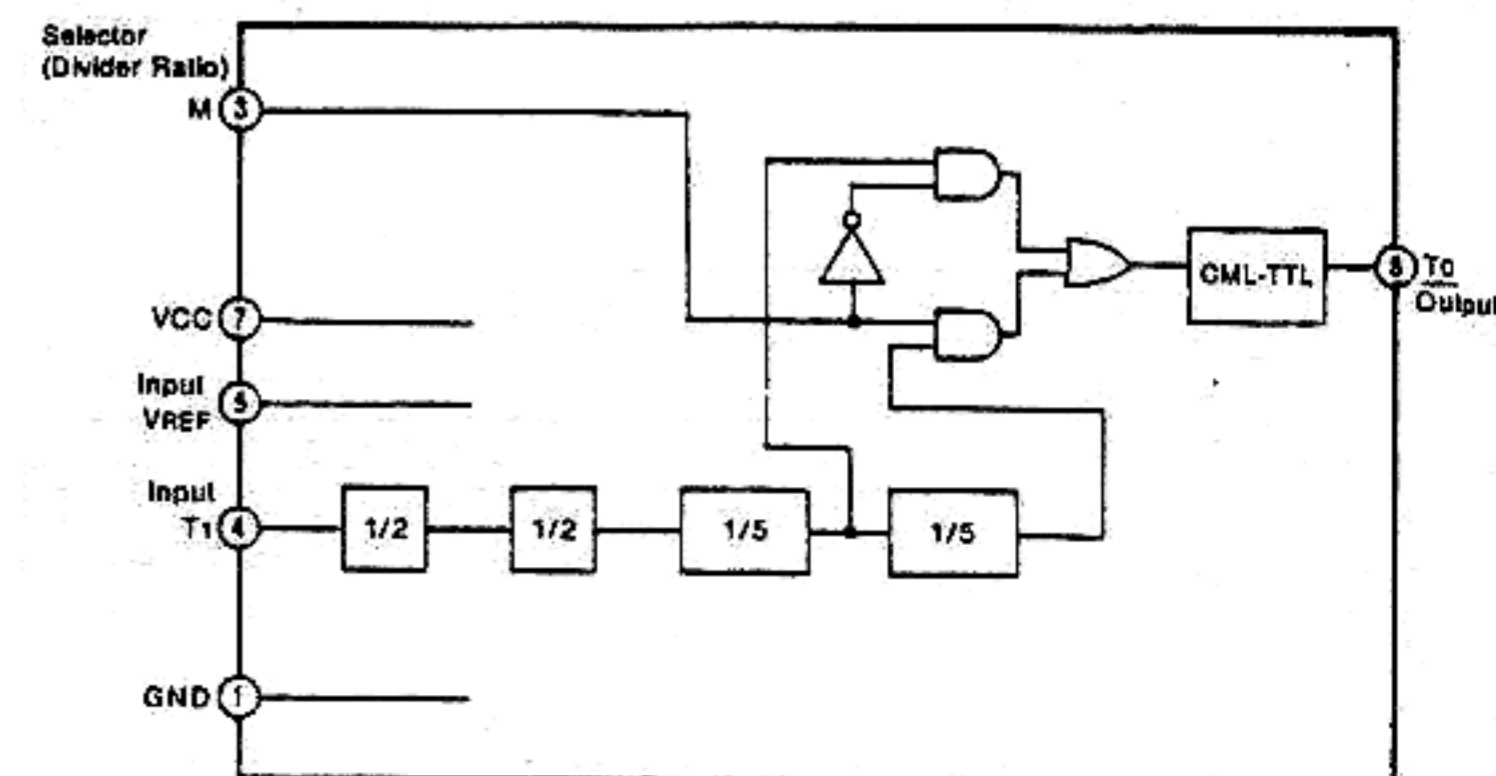 Selector
(Divider Ratio)
M 3
VCC 7
Input
VREF 5
Input
T1 4
1/2
1/2
1/5
1/5
GND 1
CML-TTL
8 To
Output